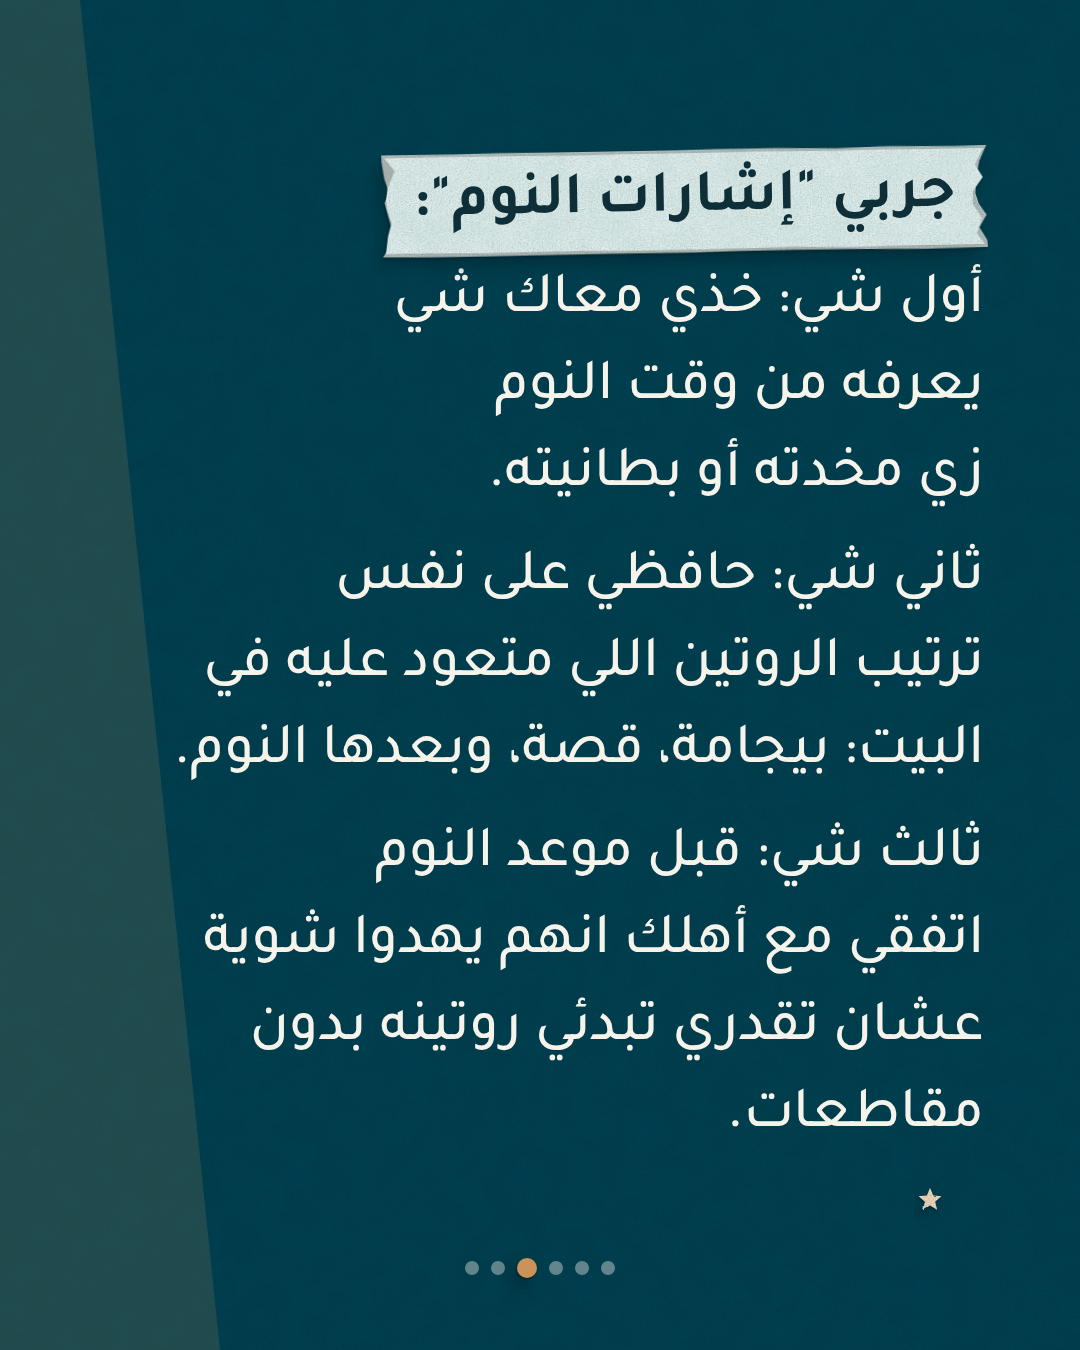 جربي "إشارات النوم":
أول شي: خذي معاك شي
يعرفه من وقت النوم
زي مخدته أو بطانيته.
ثاني شي: حافظي على نفس
ترتيب الروتين اللي متعود عليه في
البيت: بيجامة، قصة، وبعدها النوم.
ثالث شي: قبل موعد النوم
اتفقي مع أهلك انهم يهدوا شوية
عشان تقدري تبدئي روتينه بدون
مقاطعات.